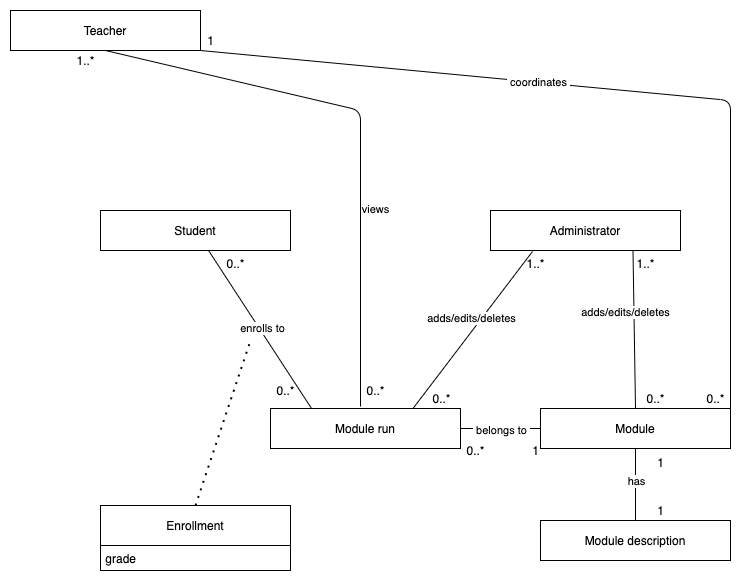 Teacher
1
1..*
coordinates
views
Student
Administrator
0..*
1..*
1..*
adds/edits/deletes
adds/edits/deletes
enrolls to
0..*
0..*
0..*
0..*
0..*
Module run
belongs to
Module
0..*
1
1
has
1
Enrollment
Module description
grade